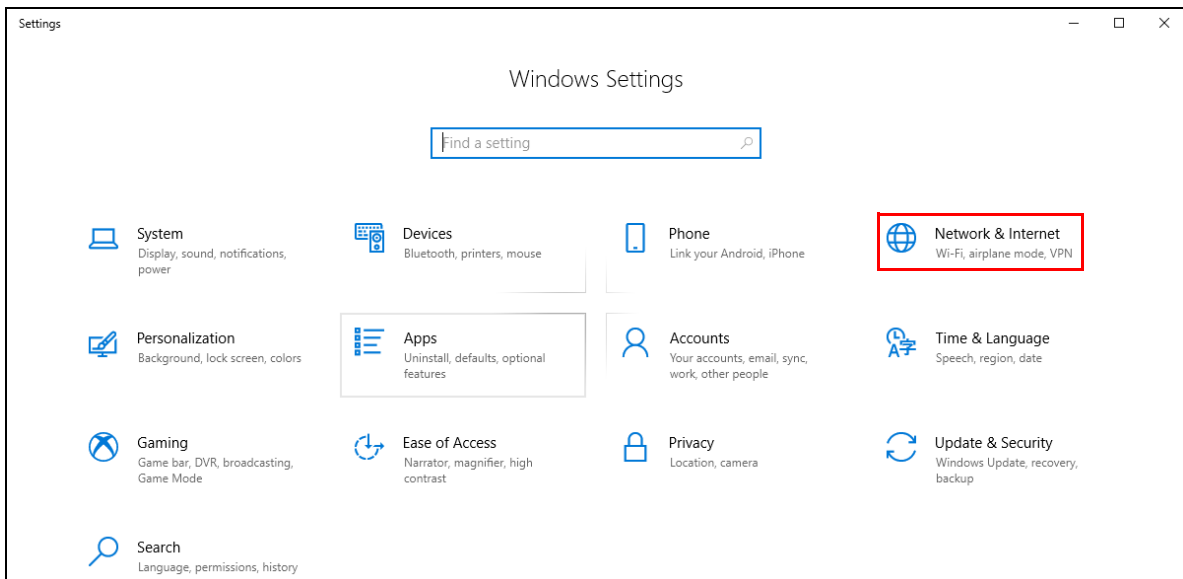 Settings
Windows Settings
Find a setting
System
Display, sound, notifications,
power
Devices
Bluetooth, printers, mouse
Phone
Link your Android, iPhone
Network & Internet
Wi-Fi, airplane mode, VPN
Personalization
Background, lock screen, colors
Apps
Uninstall, defaults, optional
features
Accounts
Your accounts, email, sync,
work, other people
Time & Language
Speech, region, date
Gaming
Game bar, DVR, broadcasting,
Game Mode
Ease of Access
Narrator, magnifier, high
contrast
Privacy
Location, camera
Update & Security
Windows Update, recovery,
backup
Search
Language, permissions, history